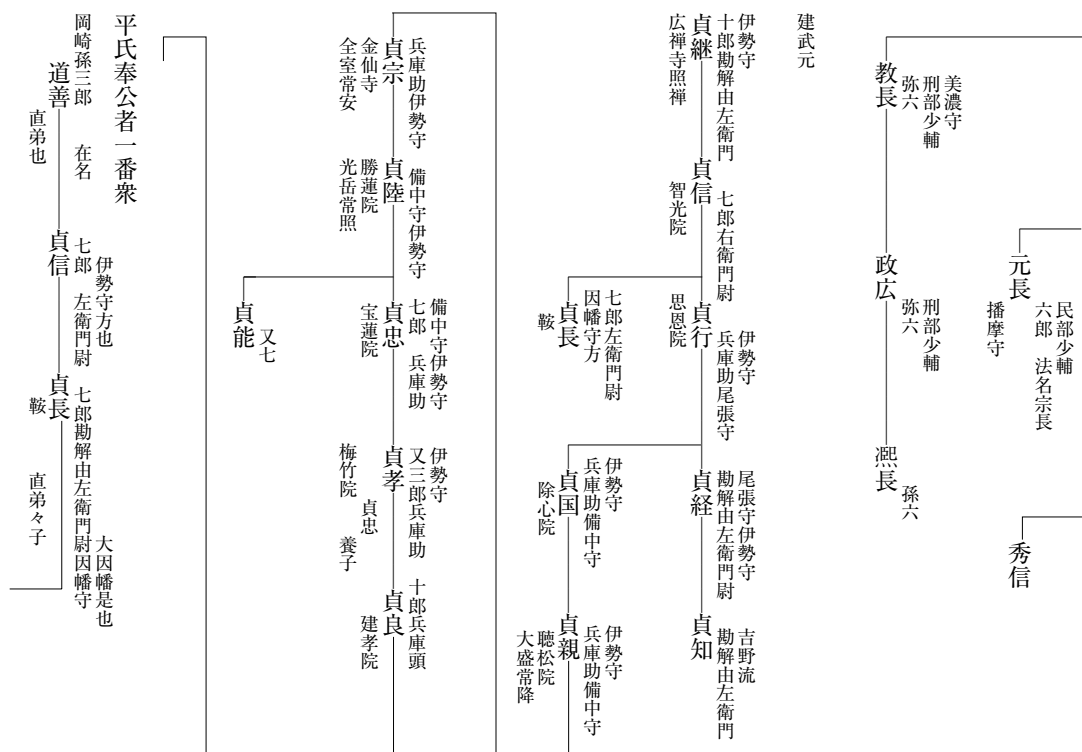 元長
民部少輔
六郎　法名宗長
播摩守
秀信
教長
美濃守
刑部少輔
弥六
政広
刑部少輔
弥六
凞長
孫六
建武元
貞継
伊勢守
十郎勘解由左衛門
広禅寺照禅
貞信
七郎右衛門尉
智光院
貞行
伊勢守
兵庫助尾張守
思恩院
貞経
尾張守伊勢守
勘解由左衛門尉
貞知
吉野流
勘解由左衛門
貞長
七郎左衛門尉
因幡守方
鞍
貞国
伊勢守
兵庫助備中守
除心院
貞親
伊勢守
兵庫助備中守
聴松院
大盛常降
貞宗
兵庫助伊勢守
金仙寺
全室常安
貞陸
備中守伊勢守
勝蓮院
光岳常照
貞忠
備中守伊勢守
七郎　兵庫助
宝蓮院
貞孝
伊勢守
又三郎兵庫助
貞忠　養子
梅竹院
貞良
十郎兵庫頭
建孝院
貞能
又七
平氏奉公者一番衆
岡崎孫三郎　在名
道善
直弟也
貞信
伊勢守方也
七郎　左衛門尉
貞長
大因幡是也
七郎勘解由左衛門尉因幡守
鞍
直弟々子